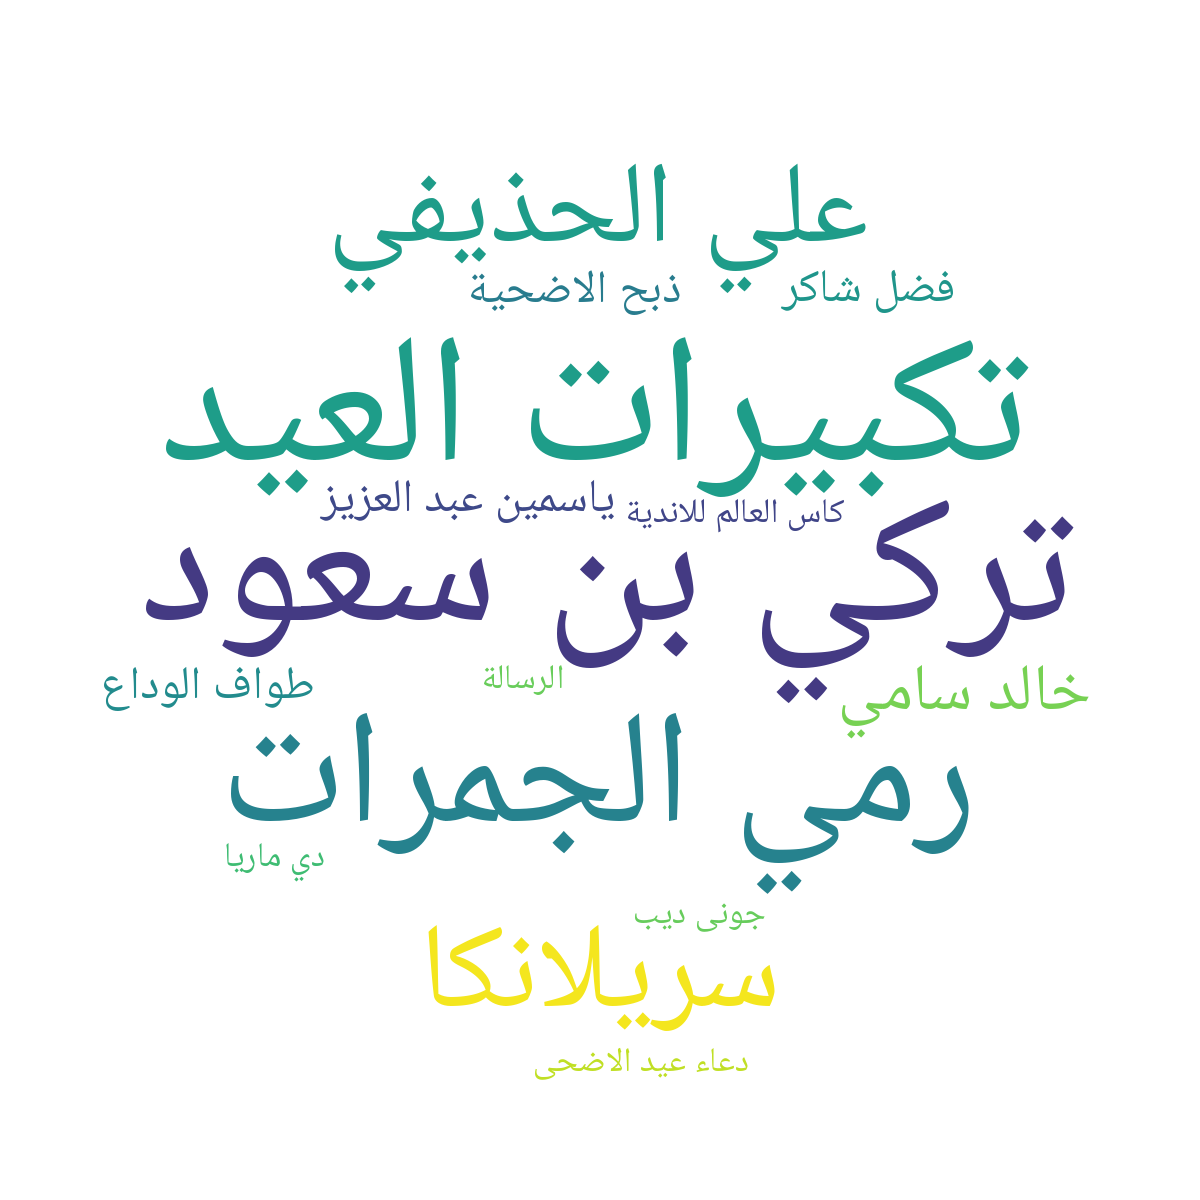 علي الحذيفي
فضل شاكر
ذبح الاضحية
تكبيرات العيد
كاس العالم للاندية
ياسمين عبد العزيز
تركي بن سعود
خالد سامي
الرسالة
طواف الوداع
رمي الجمرات
دي ماريا
جونى ديب
سريلانكا
دعاء عيد الاضحى